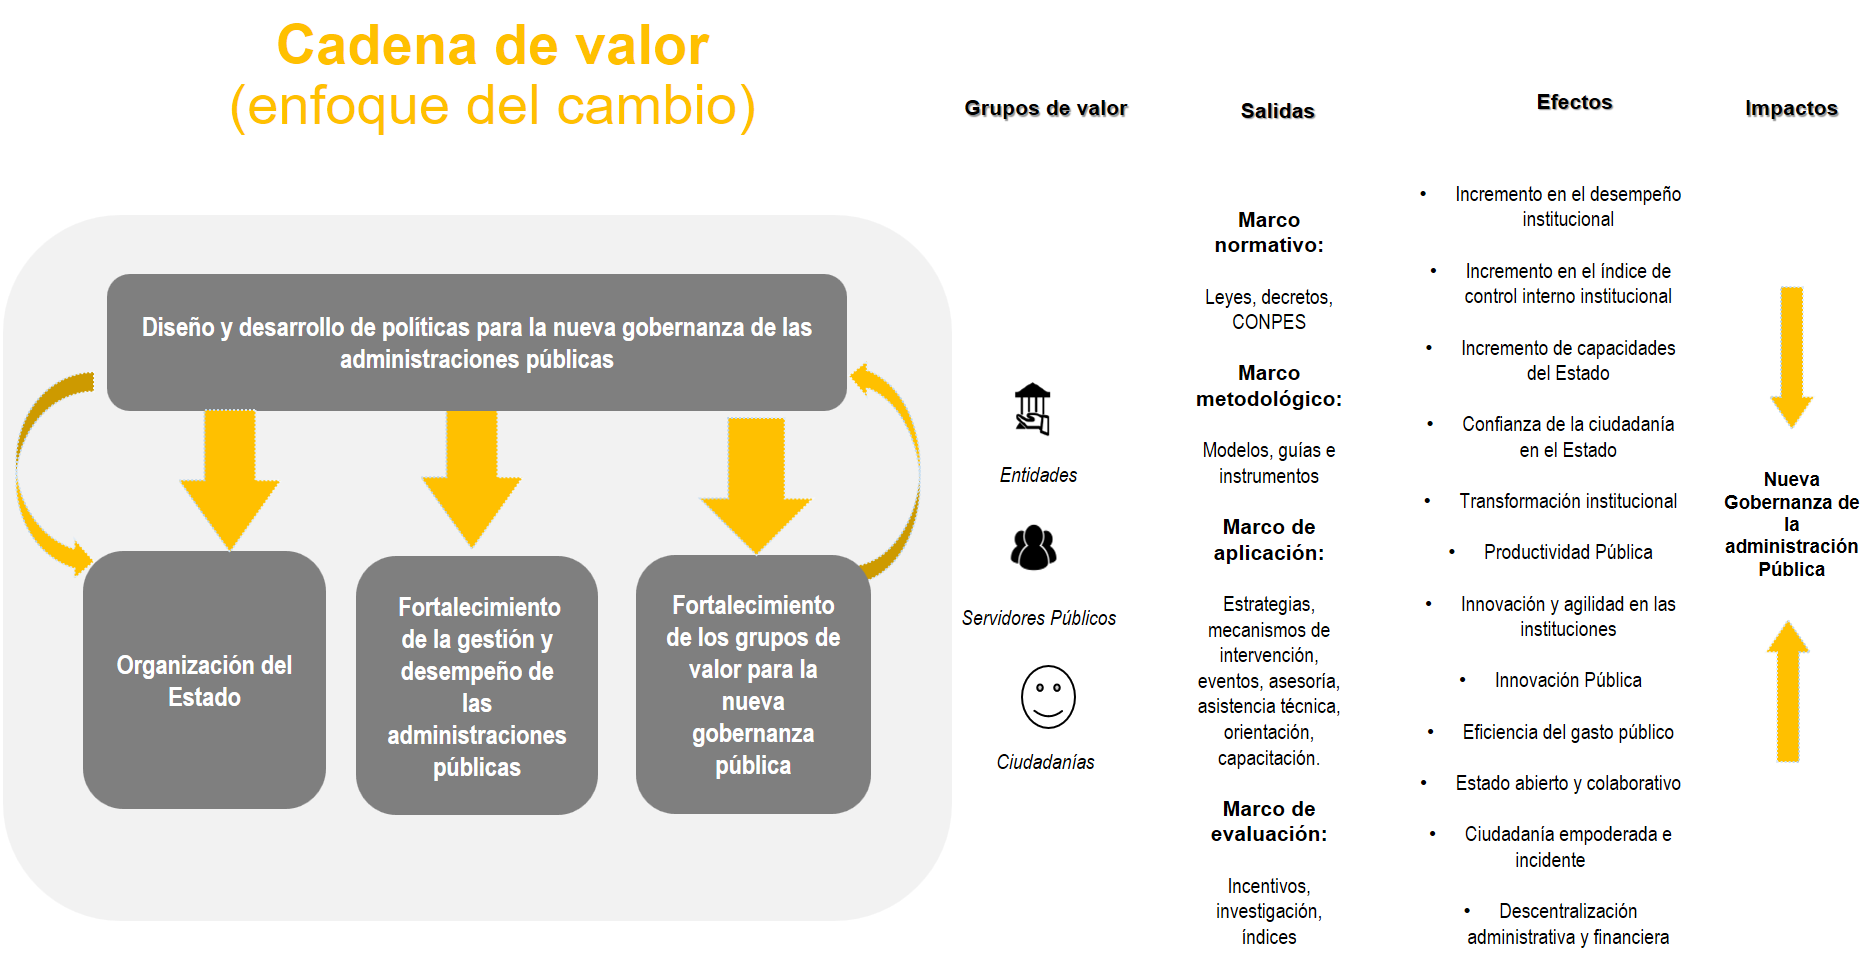 Cadena de valor
(enfoque del cambio)
Diseño y desarrollo de políticas para la nueva gobernanza de las
administraciones públicas
Organización del
Estado
Fortalecimiento
de la gestión y
desempeño de
las
administraciones
públicas
Fortalecimiento
de los grupos de
valor para la
nueva
gobernanza
pública
Grupos de valor
Entidades
Servidores Públicos
Ciudadanías
Salidas
Marco
normativo:
Leyes, decretos,
CONPES
Marco
metodológico:
Modelos, guías e
instrumentos
Marco de
aplicación:
Estrategias,
mecanismos de
intervención,
eventos, asesoría,
asistencia técnica,
orientación,
capacitación.
Marco de
evaluación:
Incentivos,
investigación,
índices
Efectos
• Incremento en el desempeño
institucional
• Incremento en el índice de
control interno institucional
• Incremento de capacidades
del Estado
• Confianza de la ciudadanía
en el Estado
• Transformación institucional
• Productividad Pública
• Innovación y agilidad en las
instituciones
• Innovación Pública
• Eficiencia del gasto público
• Estado abierto y colaborativo
• Ciudadanía empoderada e
incidente
• Descentralización
administrativa y financiera
Impactos
Nueva
Gobernanza de
la
administración
Pública